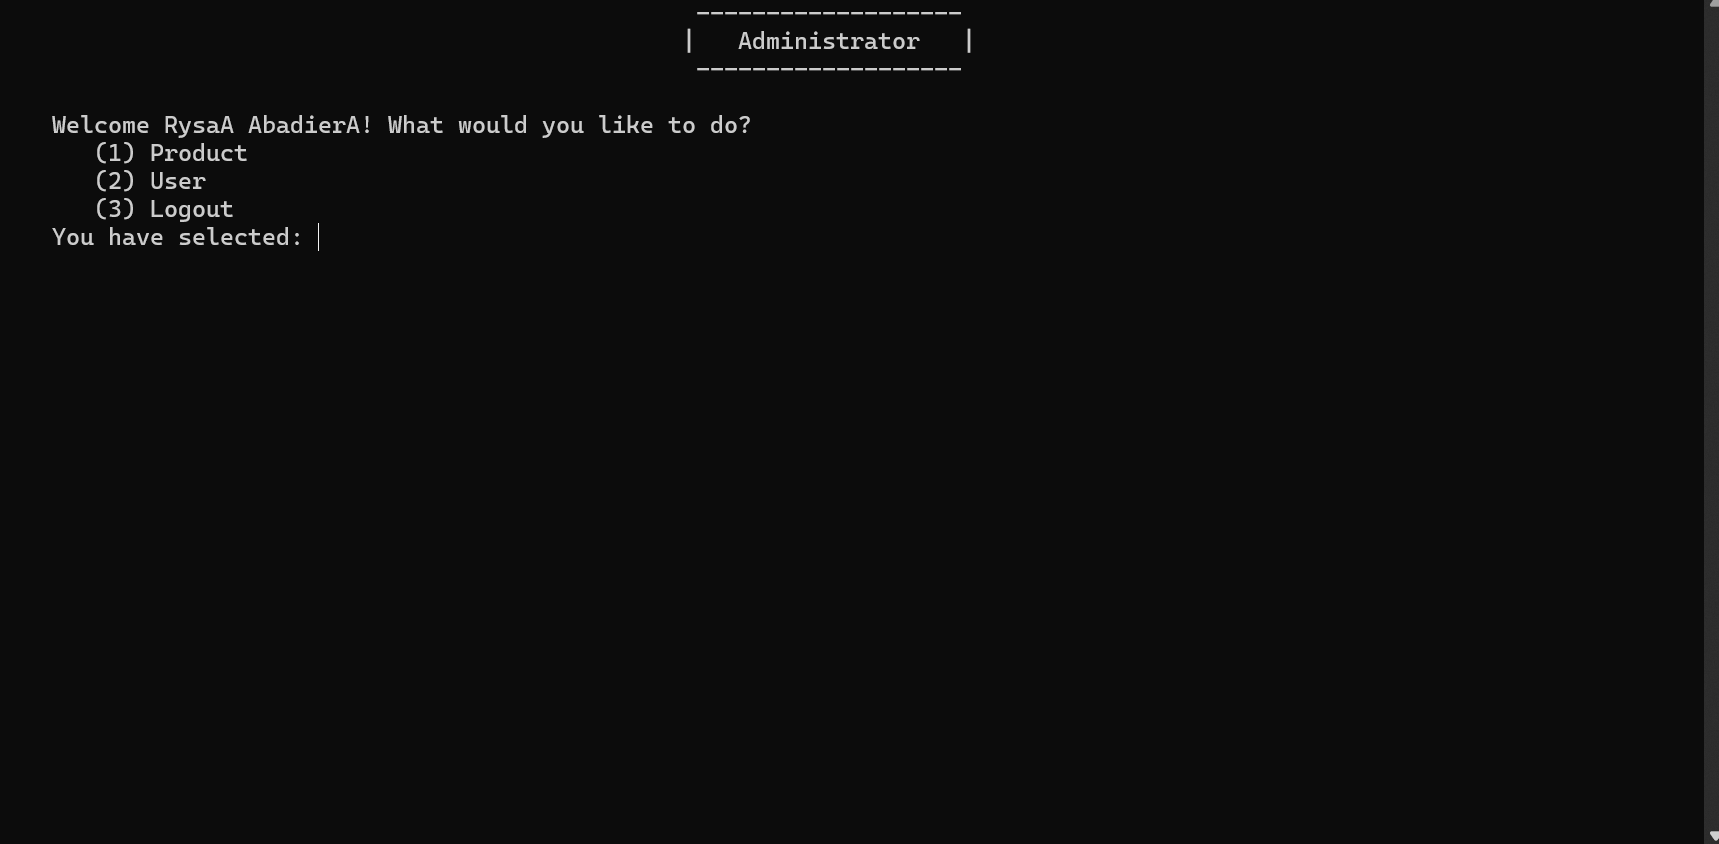 -------------------
|   Administrator   |
-------------------
Welcome RysaA AbadierA! What would you like to do?
(1) Product
(2) User
(3) Logout
You have selected: